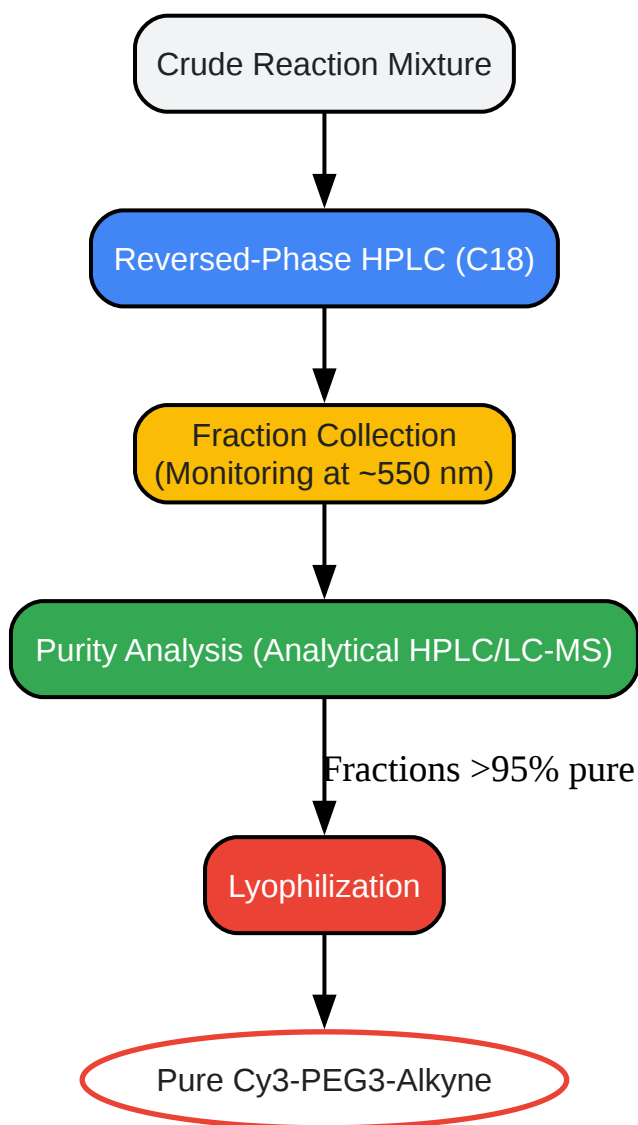 Crude Reaction Mixture
Reversed-Phase HPLC (C18)
Fraction Collection
(Monitoring at ~550 nm)
Purity Analysis (Analytical HPLC/LC-MS)
Fractions >95% pure
Lyophilization
Pure Cy3-PEG3-Alkyne